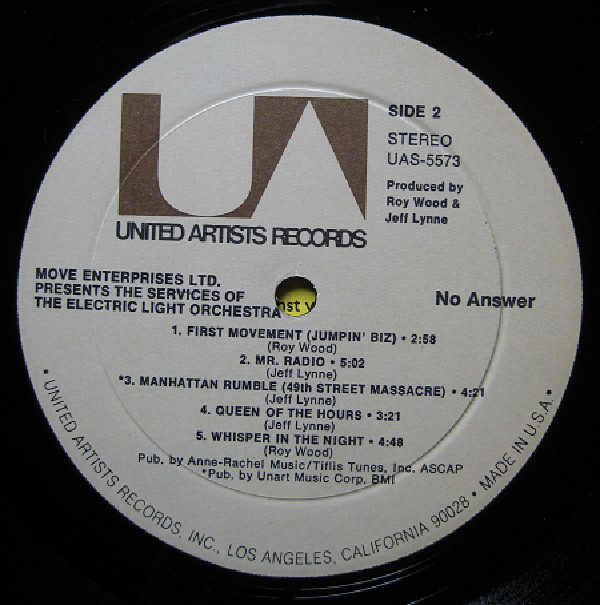 UA
SIDE 2
STEREO
UAS-5573
Produced by
Roy Wood &
Jeff Lynne
UNITED ARTISTS RECORDS
MOVE ENTERPRISES LTD.
PRESENTS THE SERVICES OF
THE ELECTRIC LIGHT ORCHESTRA
No Answer
1. FIRST MOVEMENT (JUMPIN' BIZ) • 2:58
(Roy Wood)
2. MR. RADIO • 5:02
(Jeff Lynne)
*3. MANHATTAN RUMBLE (49th STREET MASSACRE) • 4:21
(Jeff Lynne)
4. QUEEN OF THE HOURS • 3:21
(Jeff Lynne)
5. WHISPER IN THE NIGHT • 4:48
(Roy Wood)
Pub. by Anne-Rachel Music/Tiflis Tunes, Inc. ASCAP
*Pub. by Unart Music Corp. BMI
• UNITED ARTISTS RECORDS, INC., LOS ANGELES, CALIFORNIA 90028 • MADE IN U.S.A. •